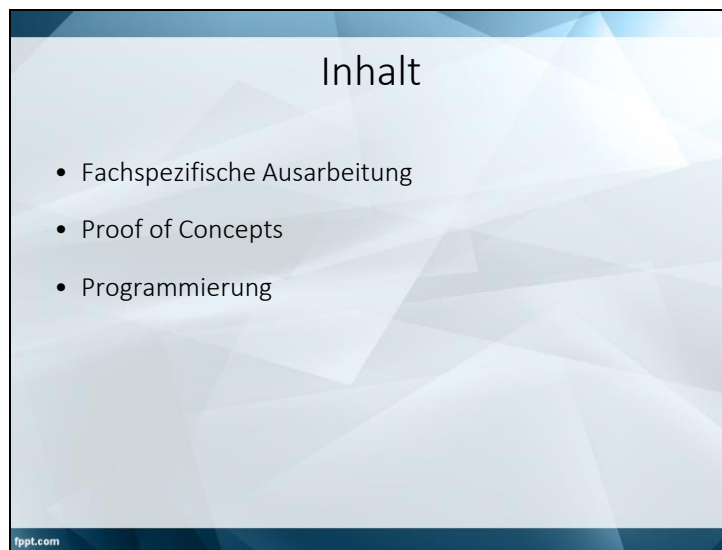 Inhalt
• Fachspezifische Ausarbeitung
• Proof of Concepts
• Programmierung
fppt.com